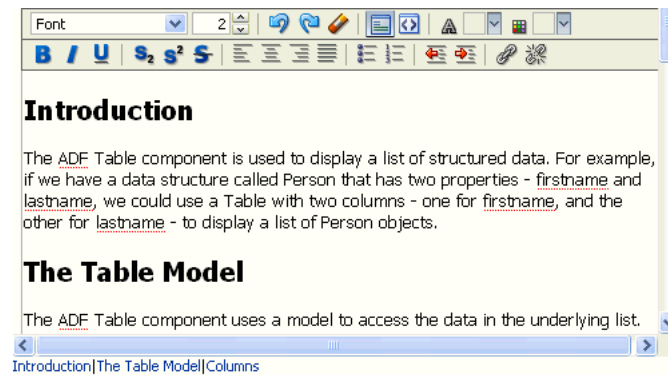 Font 2 A
B I U S₂ S² S
Introduction
The ADF Table component is used to display a list of structured data. For example,
if we have a data structure called Person that has two properties - firstname and
lastname, we could use a Table with two columns - one for firstname, and the
other for lastname - to display a list of Person objects.
The Table Model
The ADF Table component uses a model to access the data in the underlying list.
Introduction|The Table Model|Columns